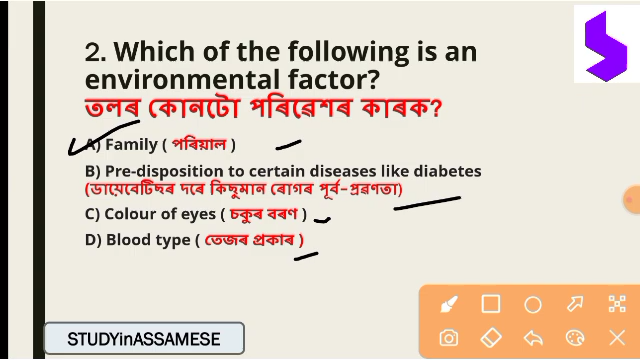 2. Which of the following is an
environmental factor?
তলৰ কোনটো পৰিৱেশৰ কাৰক?
A) Family ( পৰিয়াল )
B) Pre-disposition to certain diseases like diabetes
(ডায়েবেটিছৰ দৰে কিছুমান ৰোগৰ পূৰ্ব-প্ৰৱণতা)
C) Colour of eyes ( চকুৰ বৰণ )
D) Blood type ( তেজৰ প্ৰকাৰ )
STUDYinASSAMESE